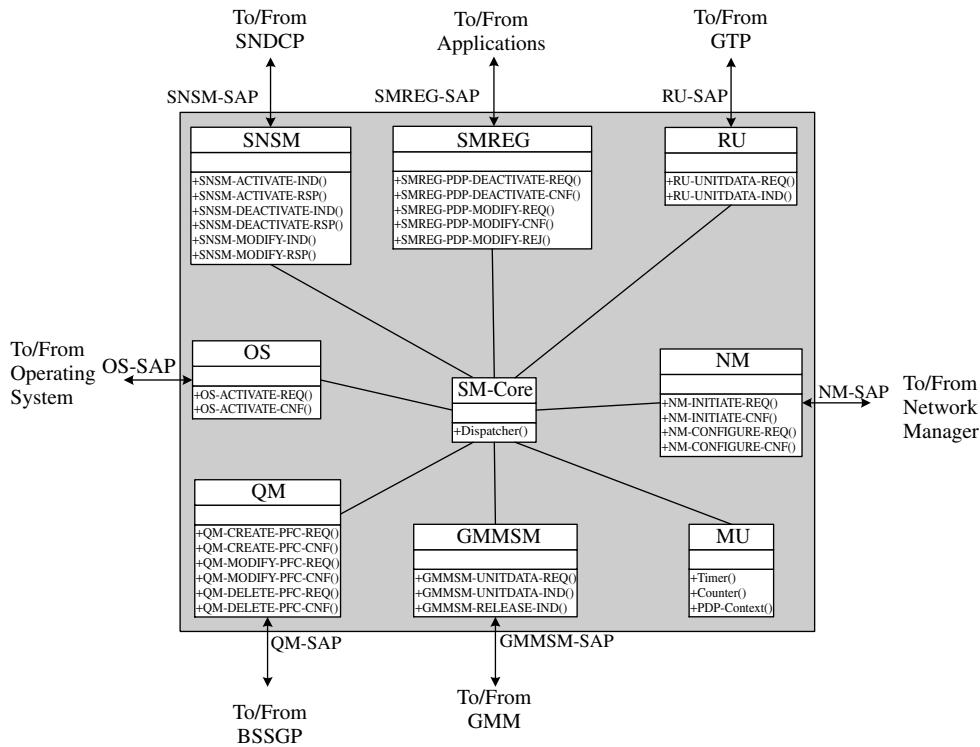 To/From
SNDCP
To/From
Applications
To/From
GTP
SNSM-SAP
SMREG-SAP
RU-SAP
SNSM
+SNSM-ACTIVATE-IND()
+SNSM-ACTIVATE-RSP()
+SNSM-DEACTIVATE-IND()
+SNSM-DEACTIVATE-RSP()
+SNSM-MODIFY-IND()
+SNSM-MODIFY-RSP()
SMREG
+SMREG-PDP-DEACTIVATE-REQ()
+SMREG-PDP-DEACTIVATE-CNF()
+SMREG-PDP-MODIFY-REQ()
+SMREG-PDP-MODIFY-CNF()
+SMREG-PDP-MODIFY-REJ()
RU
+RU-UNITDATA-REQ()
+RU-UNITDATA-IND()
To/From
Operating
System
OS-SAP
OS
+OS-ACTIVATE-REQ()
+OS-ACTIVATE-CNF()
SM-Core
+Dispatcher()
NM
+NM-INITIATE-REQ()
+NM-INITIATE-CNF()
+NM-CONFIGURE-REQ()
+NM-CONFIGURE-CNF()
NM-SAP
To/From
Network
Manager
QM
+QM-CREATE-PFC-REQ()
+QM-CREATE-PFC-CNF()
+QM-MODIFY-PFC-REQ()
+QM-MODIFY-PFC-CNF()
+QM-DELETE-PFC-REQ()
+QM-DELETE-PFC-CNF()
GMMSM
+GMMSM-UNITDATA-REQ()
+GMMSM-UNITDATA-IND()
+GMMSM-RELEASE-IND()
MU
+Timer()
+Counter()
+PDP-Context()
QM-SAP
GMMSM-SAP
To/From
BSSGP
To/From
GMM